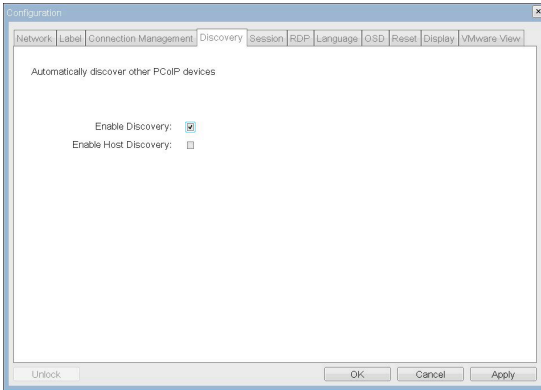 Configuration
Network Label Connection Management Discovery Session RDP Language OSD Reset Display VMware View
Automatically discover other PCoIP devices
Enable Discovery:
Enable Host Discovery:
Unlock OK Cancel Apply